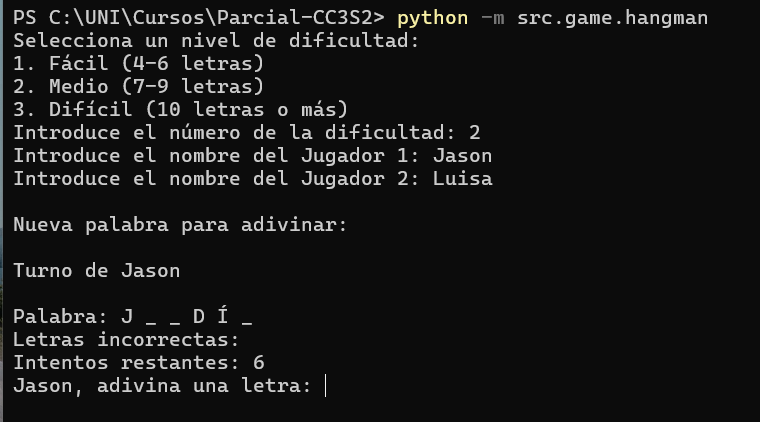 PS C:\UNI\Cursos\Parcial-CC3S2> python -m src.game.hangman
Selecciona un nivel de dificultad:
1. Fácil (4-6 letras)
2. Medio (7-9 letras)
3. Difícil (10 letras o más)
Introduce el número de la dificultad: 2
Introduce el nombre del Jugador 1: Jason
Introduce el nombre del Jugador 2: Luisa
Nueva palabra para adivinar:
Turno de Jason
Palabra: J _ _ D Í _
Letras incorrectas:
Intentos restantes: 6
Jason, adivina una letra: